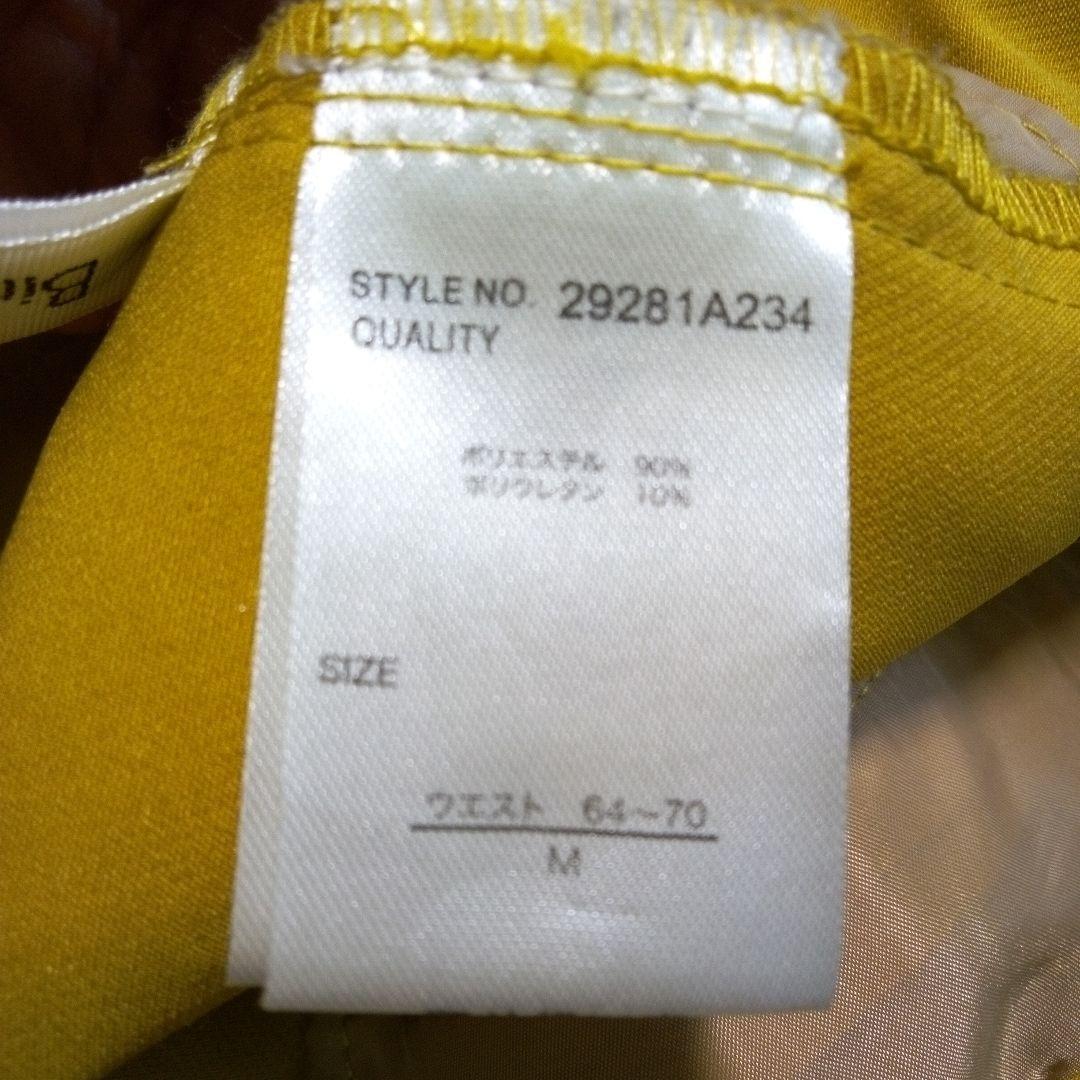 STYLE NO. 29281A234
QUALITY
ポリエステル 90%
ポリウレタン 10%
SIZE
ウエスト 64~70
M